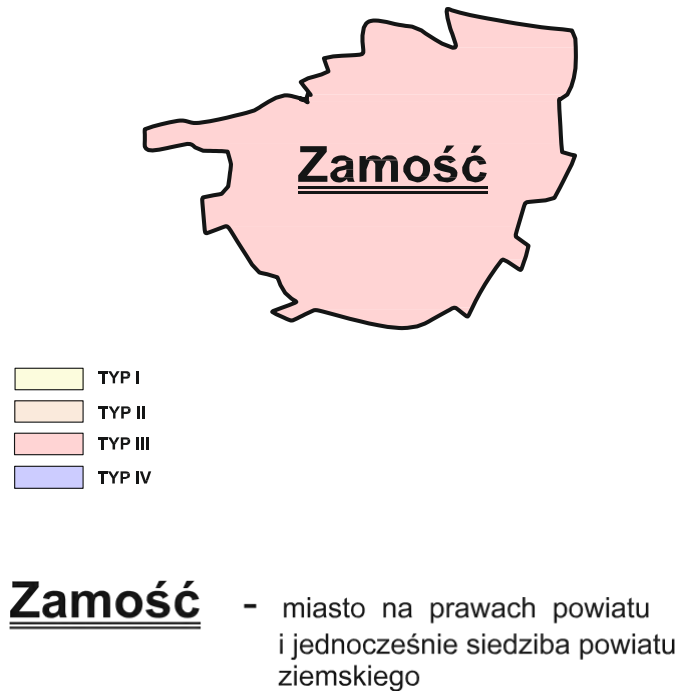 Zamość
TYP I
TYP II
TYP III
TYP IV
Zamość - miasto na prawach powiatu
i jednocześnie siedziba powiatu
ziemskiego